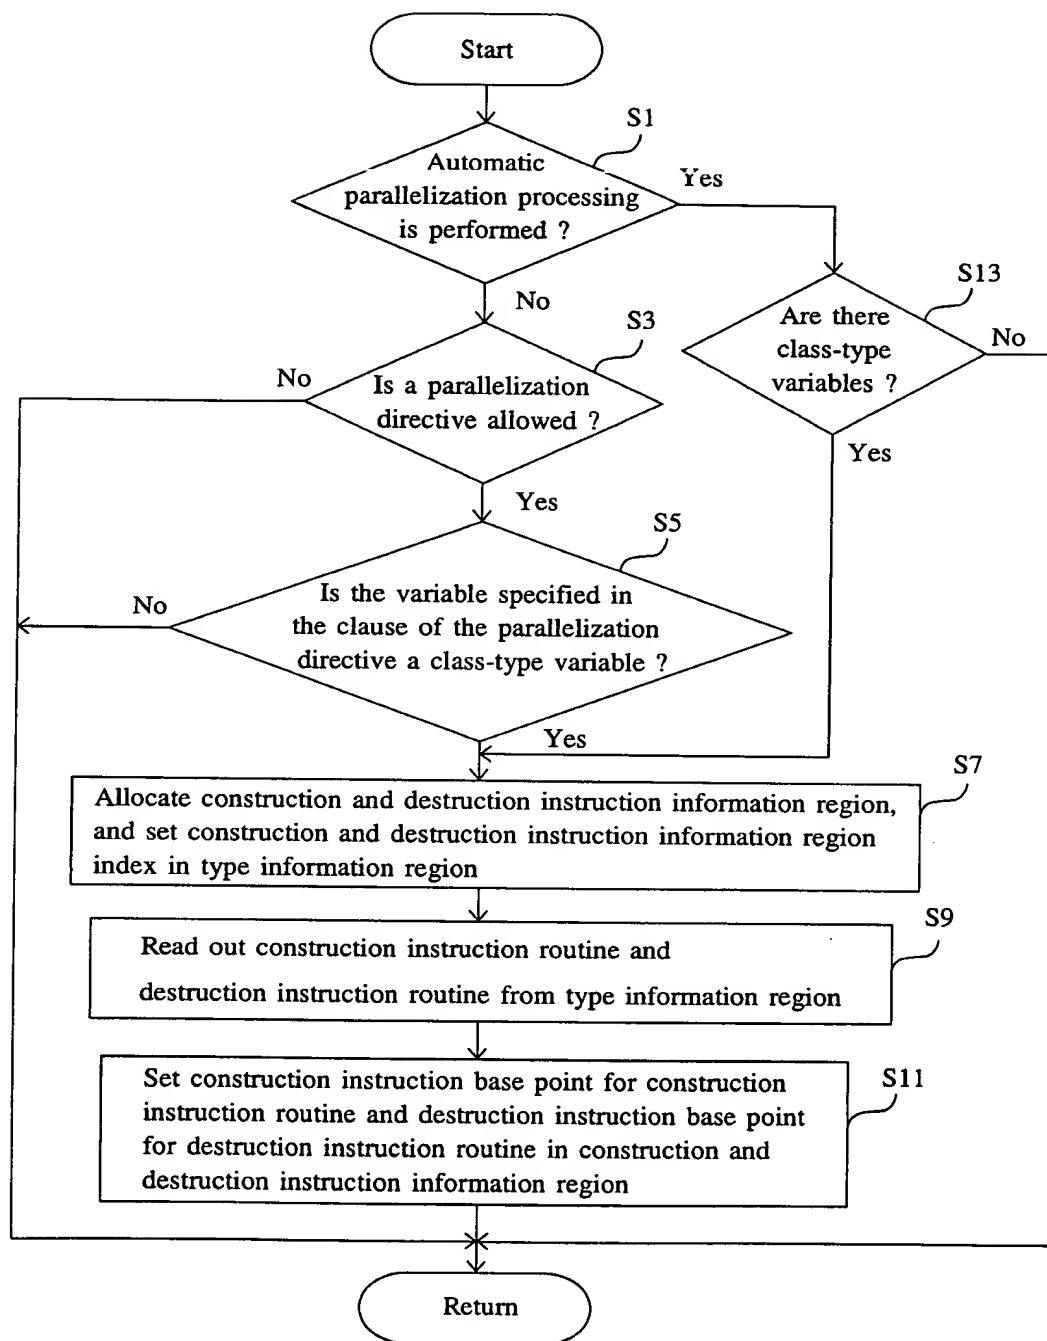 Start
S1
Automatic
parallelization processing
is performed ?
Yes
No
S13
Are there
class-type
variables ?
No
Yes
S3
Is a parallelization
directive allowed ?
No
Yes
S5
Is the variable specified in
the clause of the parallelization
directive a class-type variable ?
No
Yes
S7
Allocate construction and destruction instruction information region,
and set construction and destruction instruction information region
index in type information region
S9
Read out construction instruction routine and
destruction instruction routine from type information region
S11
Set construction instruction base point for construction
instruction routine and destruction instruction base point
for destruction instruction routine in construction and
destruction instruction information region
Return